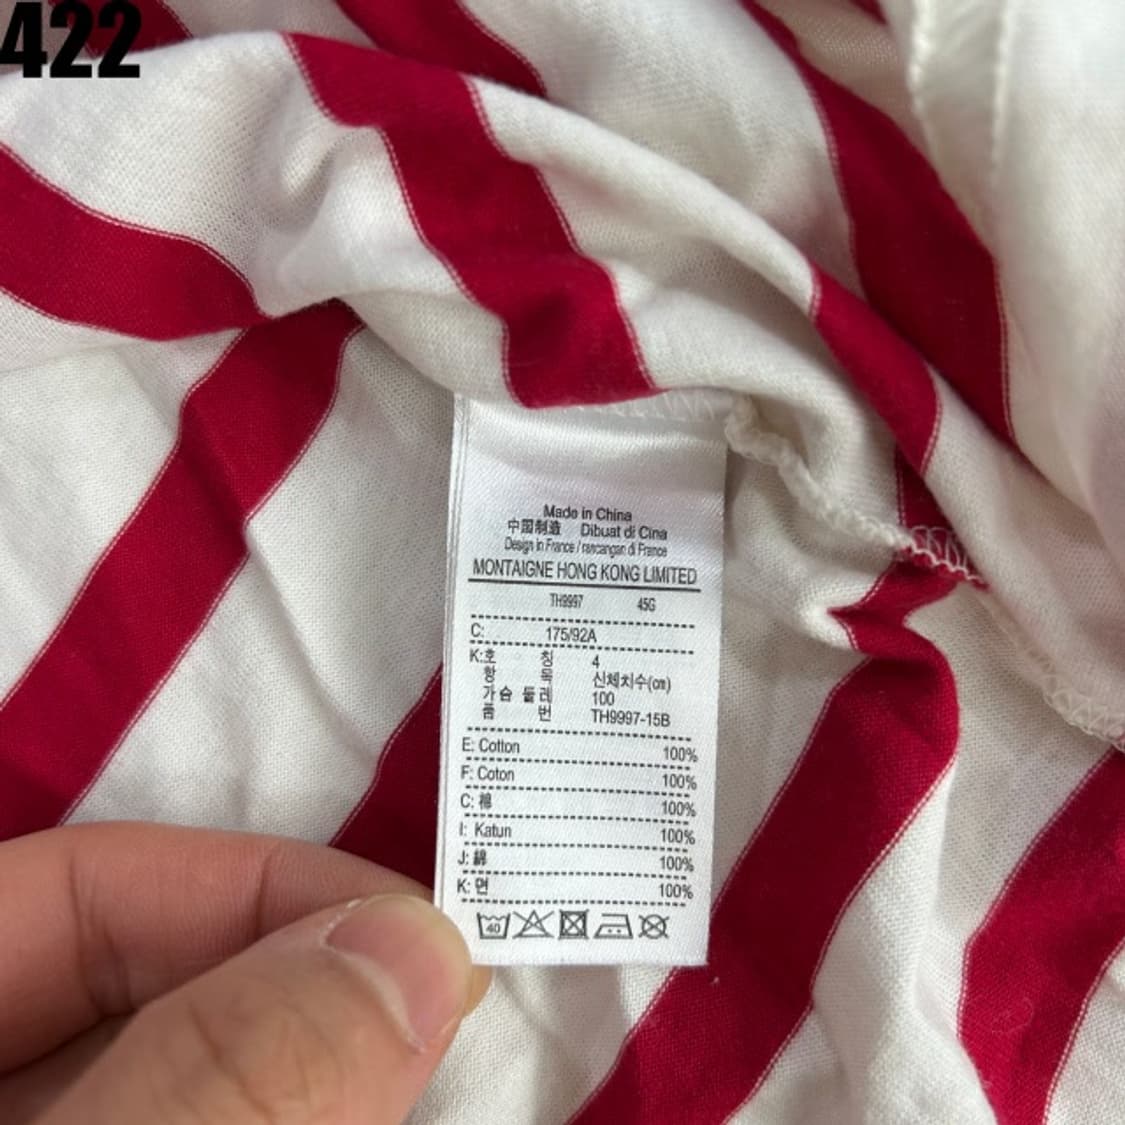 422
Made in China
中国制造 Dibuat di Cina
Design in France / rancangan di France
MONTAIGNE HONG KONG LIMITED
TH9997 45G
C: 175/92A
K:호 칭 4
항 목 신체치수(㎝)
가슴 둘레 100
품 번 TH9997-15B
E: Cotton 100%
F: Coton 100%
C: 棉 100%
I: Katun 100%
J: 綿 100%
K: 면 100%
40